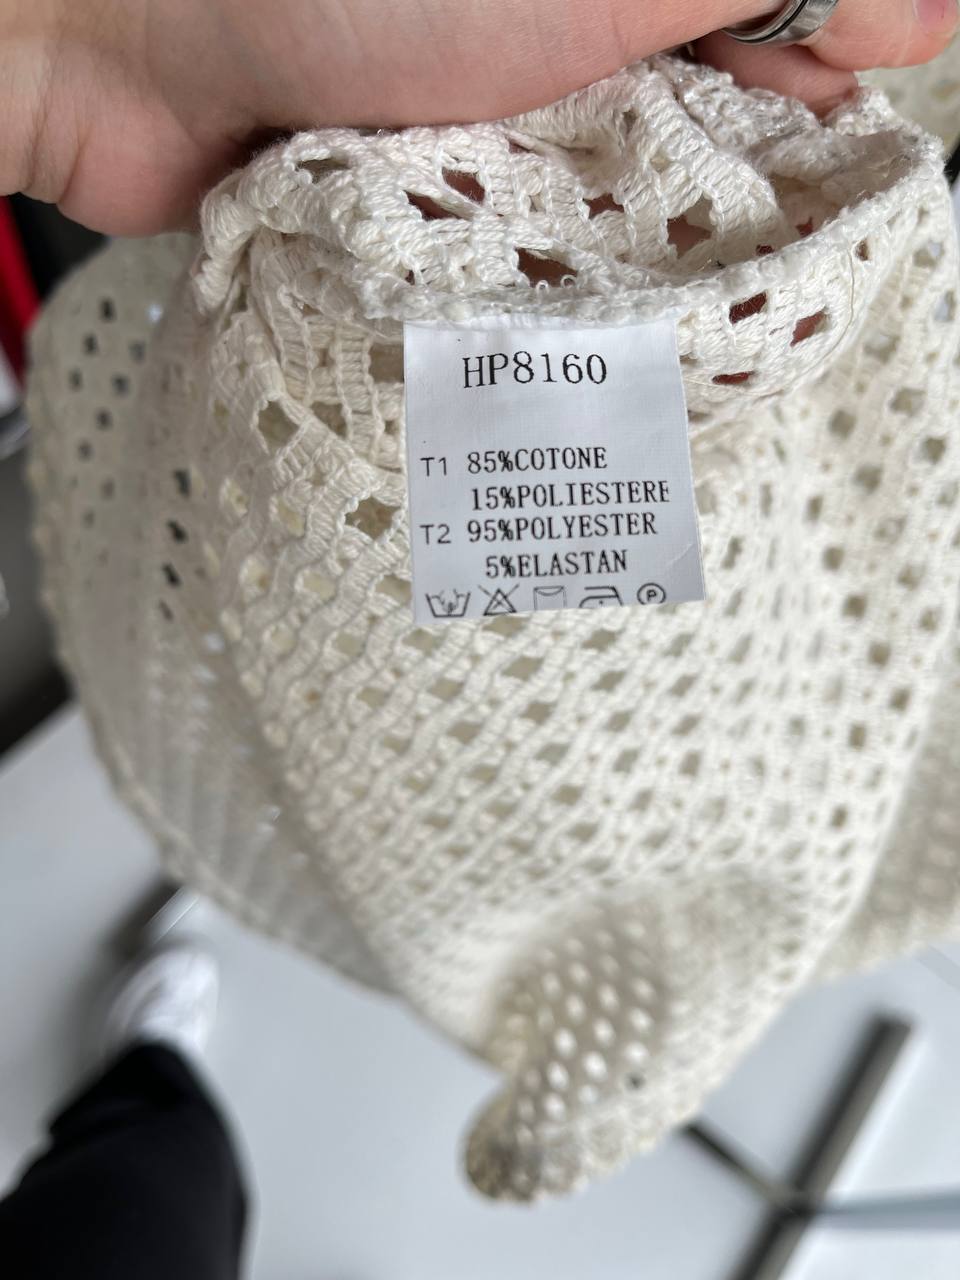 HP8160
T1 85%COTONE
15%POLIESTERE
T2 95%POLYESTER
5%ELASTAN
P